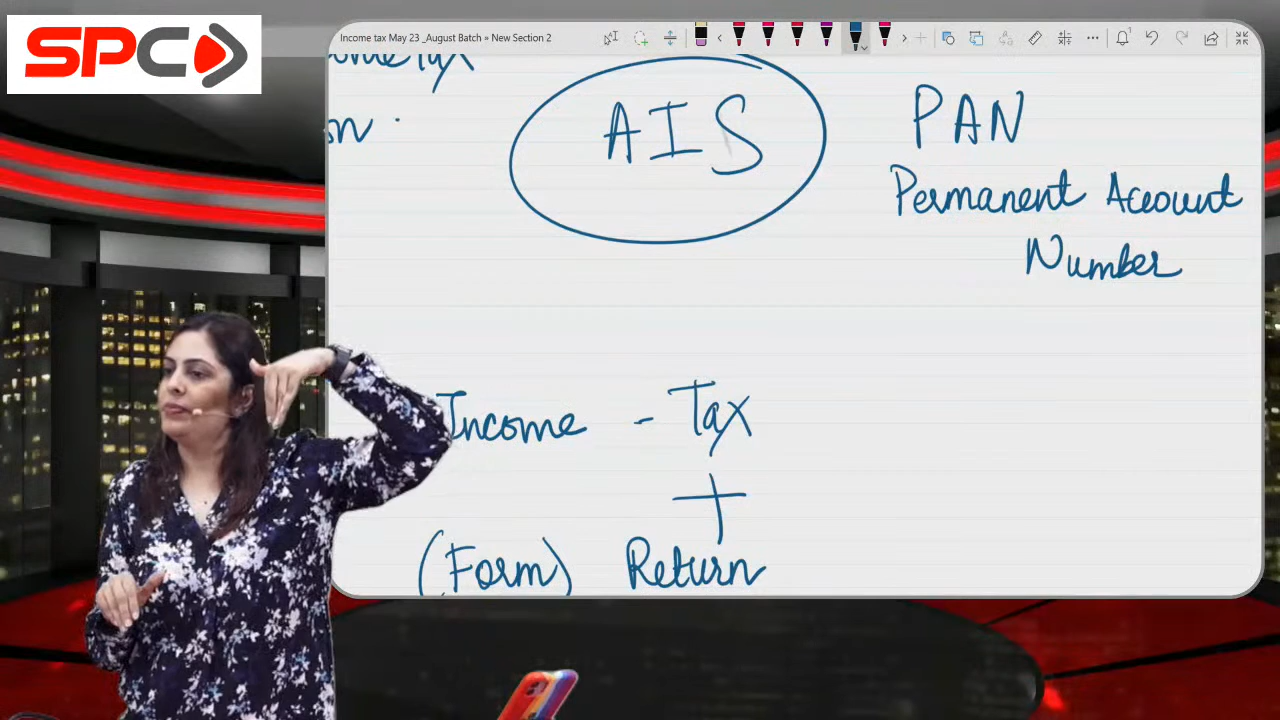 SPC
Income tax May 23 _August Batch » New Section 2
AIS
PAN
Permanent Account
Number
Income - Tax
+
(Form) Return